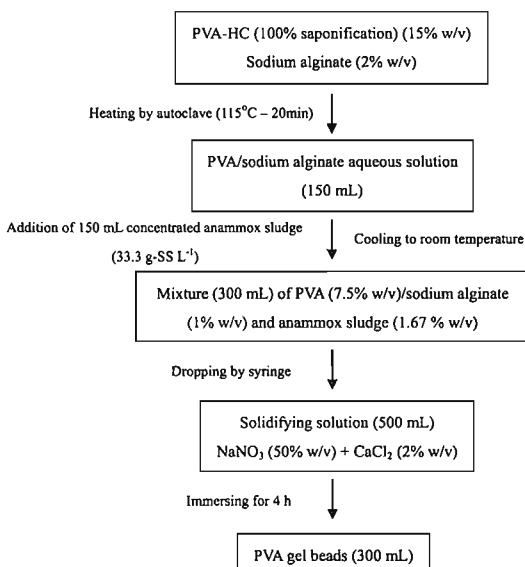 PVA-HC (100% saponification) (15% w/v)
Sodium alginate (2% w/v)
Heating by autoclave (115°C – 20min)
PVA/sodium alginate aqueous solution
(150 mL)
Addition of 150 mL concentrated anammox sludge
(33.3 g-SS L⁻¹)
Cooling to room temperature
Mixture (300 mL) of PVA (7.5% w/v)/sodium alginate
(1% w/v) and anammox sludge (1.67 % w/v)
Dropping by syringe
Solidifying solution (500 mL)
NaNO₃ (50% w/v) + CaCl₂ (2% w/v)
Immersing for 4 h
PVA gel beads (300 mL)